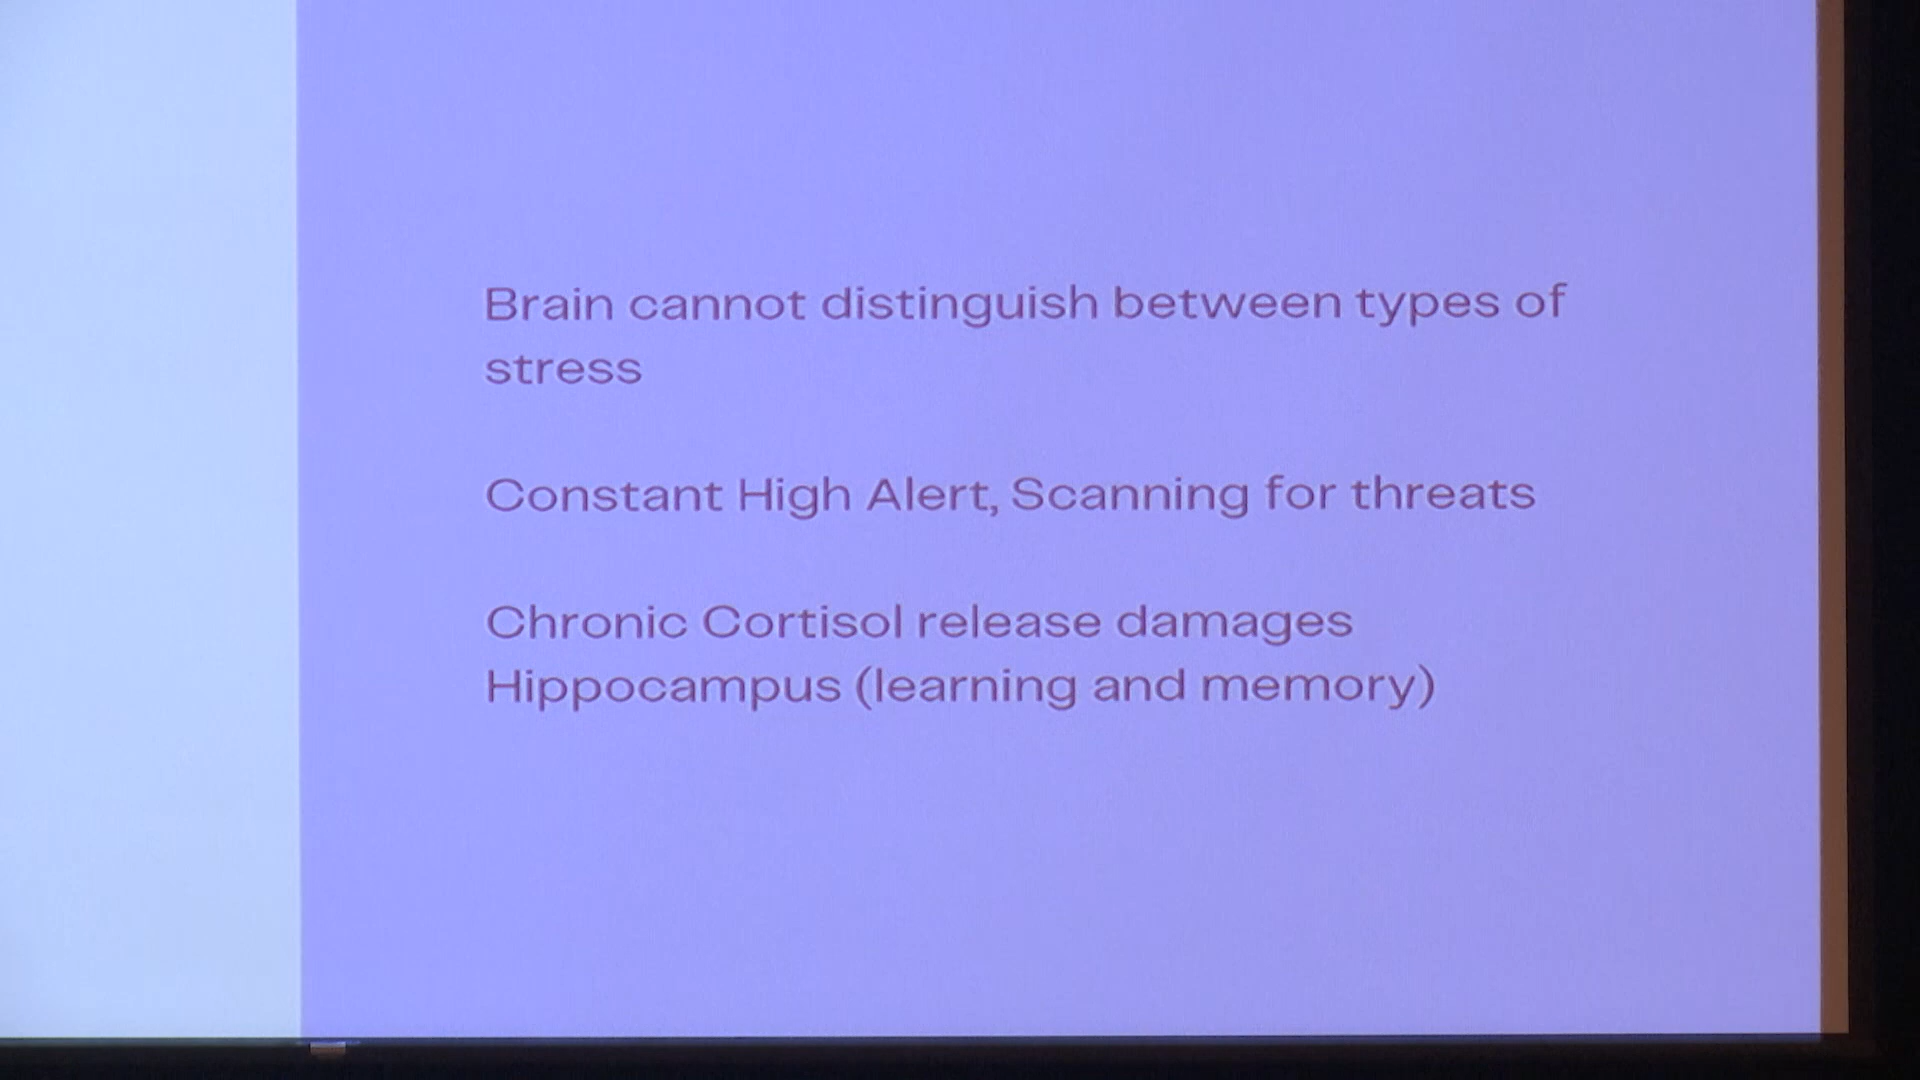 Brain cannot distinguish between types of
stress
Constant High Alert, Scanning for threats
Chronic Cortisol release damages
Hippocampus (learning and memory)